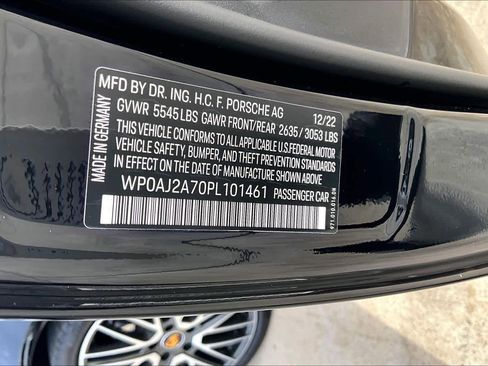 MFD BY DR. ING. H.C. F. PORSCHE AG 12/22
GVWR 5545 LBS GAWR FRONT/REAR 2635/3053 LBS
THIS VEHICLE CONFORMS TO ALL APPLICABLE U.S.FEDERAL MOTOR
VEHICLE SAFETY, BUMPER, AND THEFT PREVENTION STANDARDS
IN EFFECT ON THE DATE OF MANUFACTURE SHOWN ABOVE.
WP0AJ2A70PL101461 PASSENGER CAR
MADE IN GERMANY